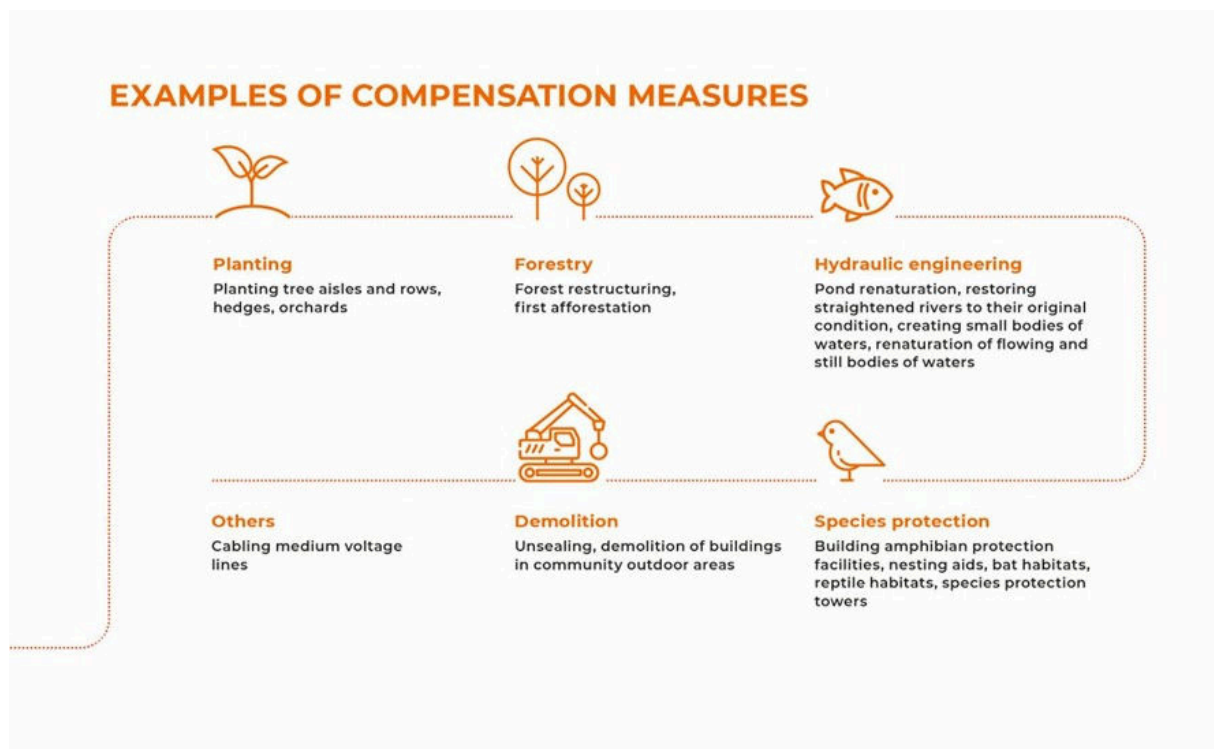 EXAMPLES OF COMPENSATION MEASURES
Planting
Planting tree aisles and rows,
hedges, orchards
Forestry
Forest restructuring,
first afforestation
Hydraulic engineering
Pond renaturation, restoring
straightened rivers to their original
condition, creating small bodies of
waters, renaturation of flowing and
still bodies of waters
Others
Cabling medium voltage
lines
Demolition
Unsealing, demolition of buildings
in community outdoor areas
Species protection
Building amphibian protection
facilities, nesting aids, bat habitats,
reptile habitats, species protection
towers